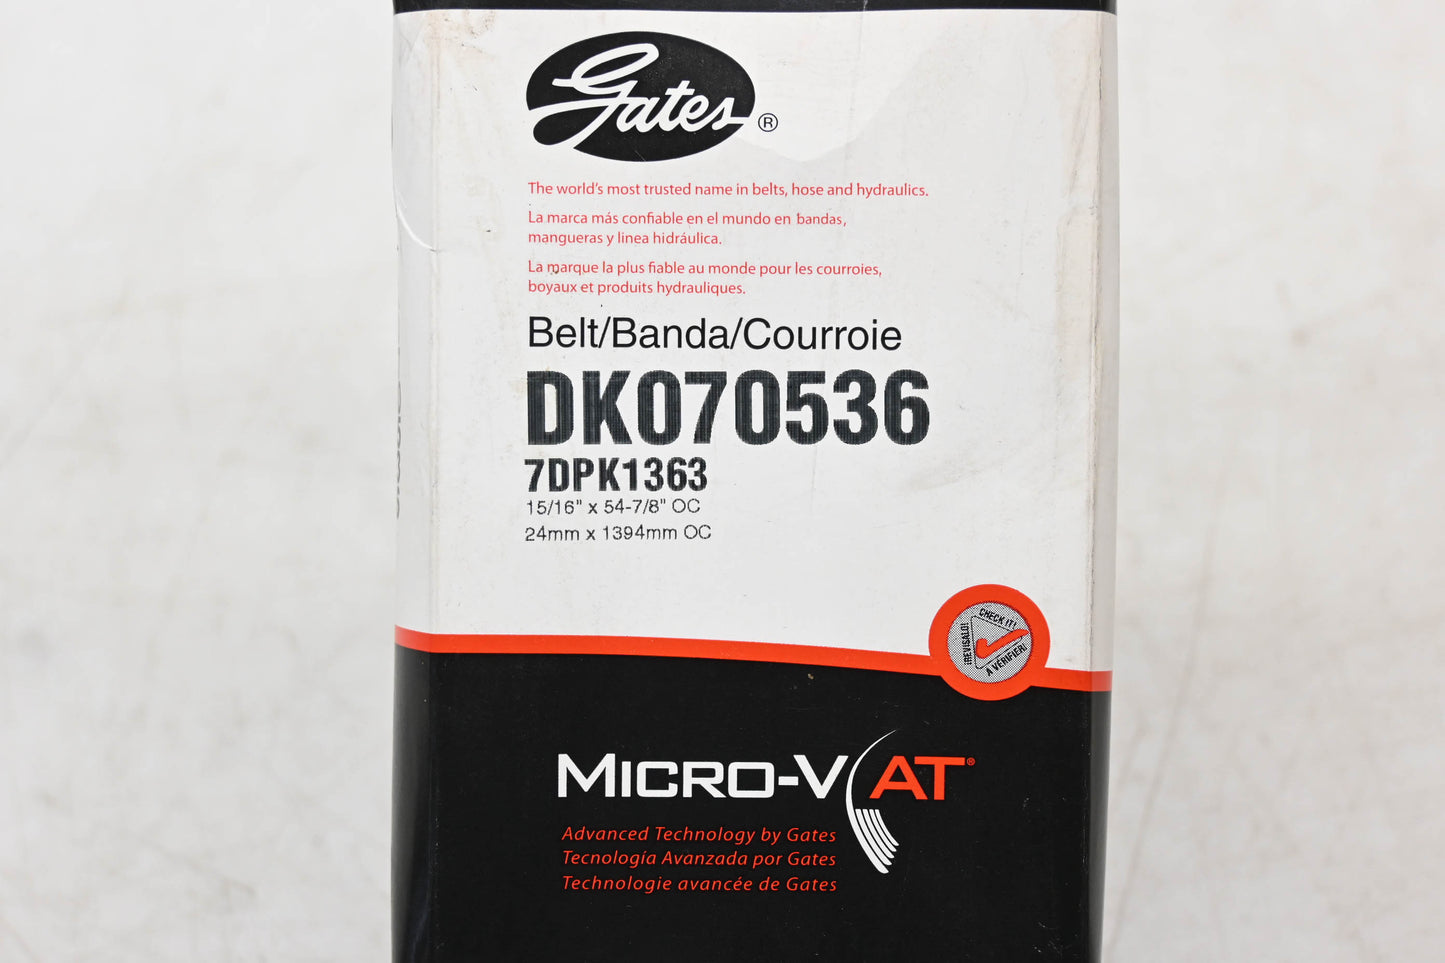 Gates®
The world's most trusted name in belts, hose and hydraulics.
La marca más confiable en el mundo en bandas,
mangueras y linea hidráulica.
La marque la plus fiable au monde pour les courroies,
boyaux et produits hydrauliques.
Belt/Banda/Courroie
DK070536
7DPK1363
15/16" x 54-7/8" OC
24mm x 1394mm OC
CHECK IT!
¡REVISALO!
A VÉRIFIER!
MICRO-V AT®
Advanced Technology by Gates
Tecnología Avanzada por Gates
Technologie avancée de Gates